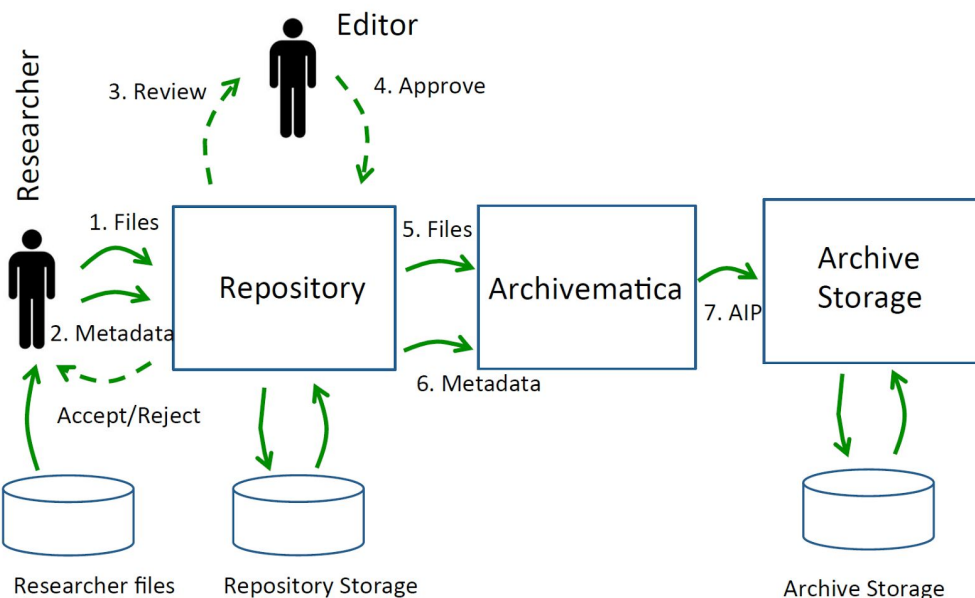 Editor
Researcher
3. Review
4. Approve
1. Files
5. Files
Repository
Archivematica
Archive
Storage
2. Metadata
7. AIP
6. Metadata
Accept/Reject
Researcher files
Repository Storage
Archive Storage